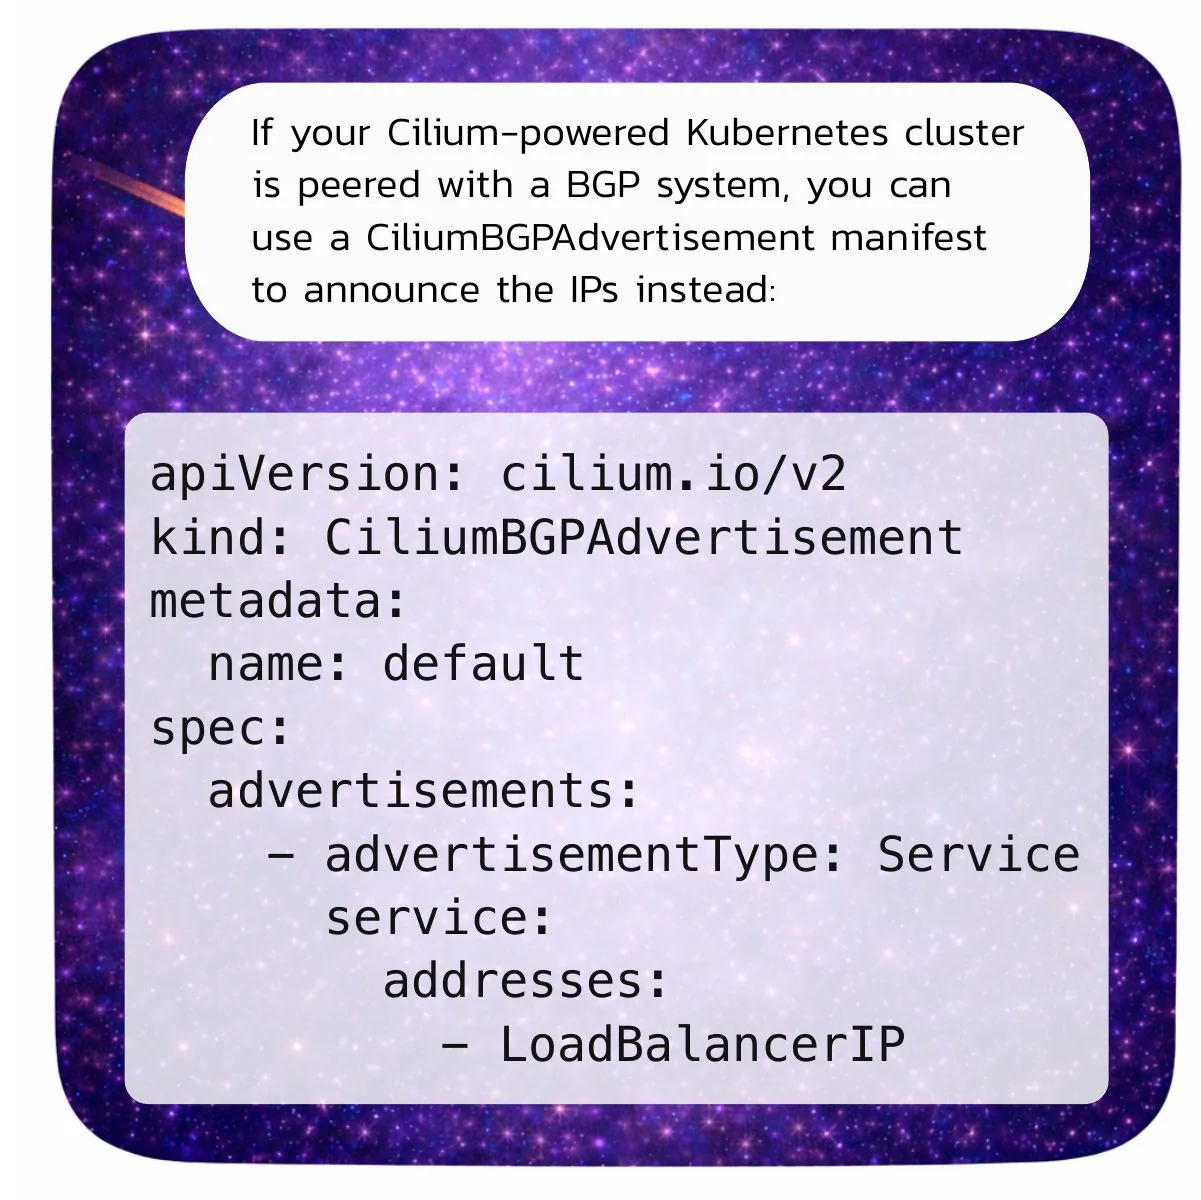 If your Cilium-powered Kubernetes cluster
is peered with a BGP system, you can
use a CiliumBGPAdvertisement manifest
to announce the IPs instead:
apiVersion: cilium.io/v2
kind: CiliumBGPAdvertisement
metadata:
  name: default
spec:
  advertisements:
    - advertisementType: Service
      service:
        addresses:
          - LoadBalancerIP